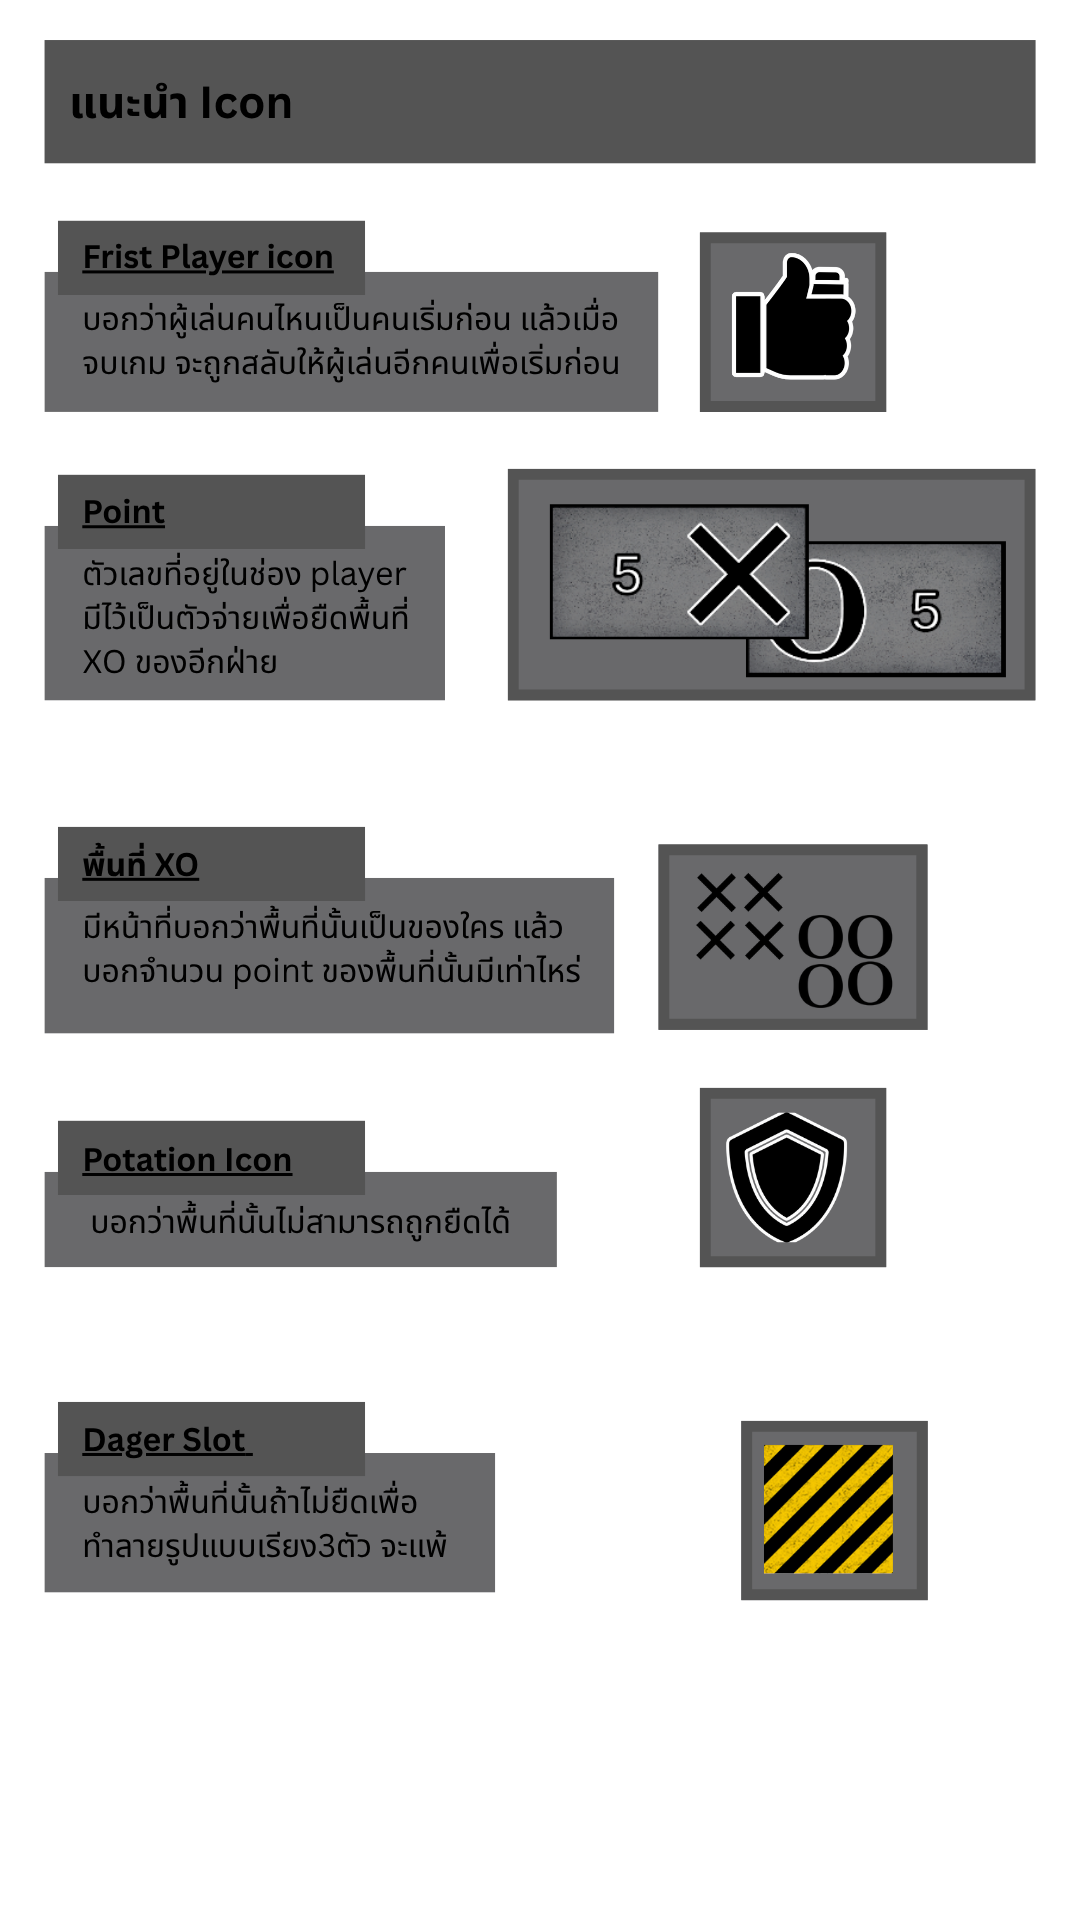 แนะนำ Icon
Frist Player icon
บอกว่าผู้เล่นคนไหนเป็นคนเริ่มก่อน แล้วเมื่อ
จบเกม จะถูกสลับให้ผู้เล่นอีกคนเพื่อเริ่มก่อน
Point
ตัวเลขที่อยู่ในช่อง player
มีไว้เป็นตัวจ่ายเพื่อยืดพื้นที่
XO ของอีกฝ่าย
5 X
O 5
พื้นที่ XO
มีหน้าที่บอกว่าพื้นที่นั้นเป็นของใคร แล้ว
บอกจำนวน point ของพื้นที่นั้นมีเท่าไหร่
XX
XX OO
OO
Potation Icon
บอกว่าพื้นที่นั้นไม่สามารถถูกยืดได้
Dager Slot
บอกว่าพื้นที่นั้นถ้าไม่ยืดเพื่อ
ทำลายรูปแบบเรียง3ตัว จะแพ้